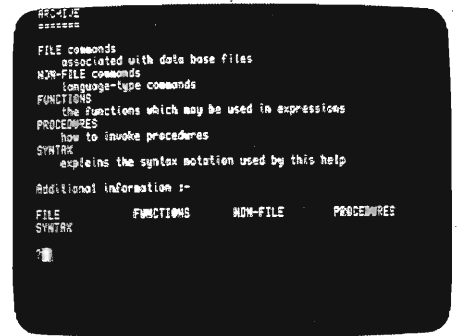 ARCHIVE
=======
FILE commands
associated with data base files
NON-FILE commands
language-type commands
FUNCTIONS
the functions which may be used in expressions
PROCEDURES
how to invoke procedures
SYNTAX
explains the syntax notation used by this help
Additional information :-
FILE FUNCTIONS NON-FILE PROCEDURES
SYNTAX
?